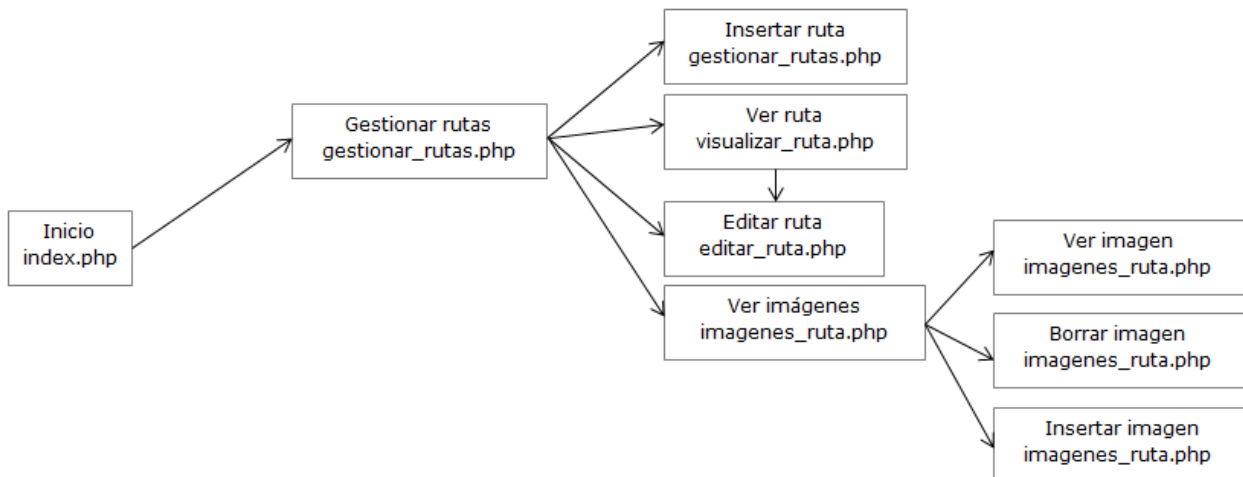 Insertar ruta
gestionar_rutas.php
Ver ruta
visualizar_ruta.php
Gestionar rutas
gestionar_rutas.php
Editar ruta
editar_ruta.php
Inicio
index.php
Ver imágenes
imagenes_ruta.php
Ver imagen
imagenes_ruta.php
Borrar imagen
imagenes_ruta.php
Insertar imagen
imagenes_ruta.php